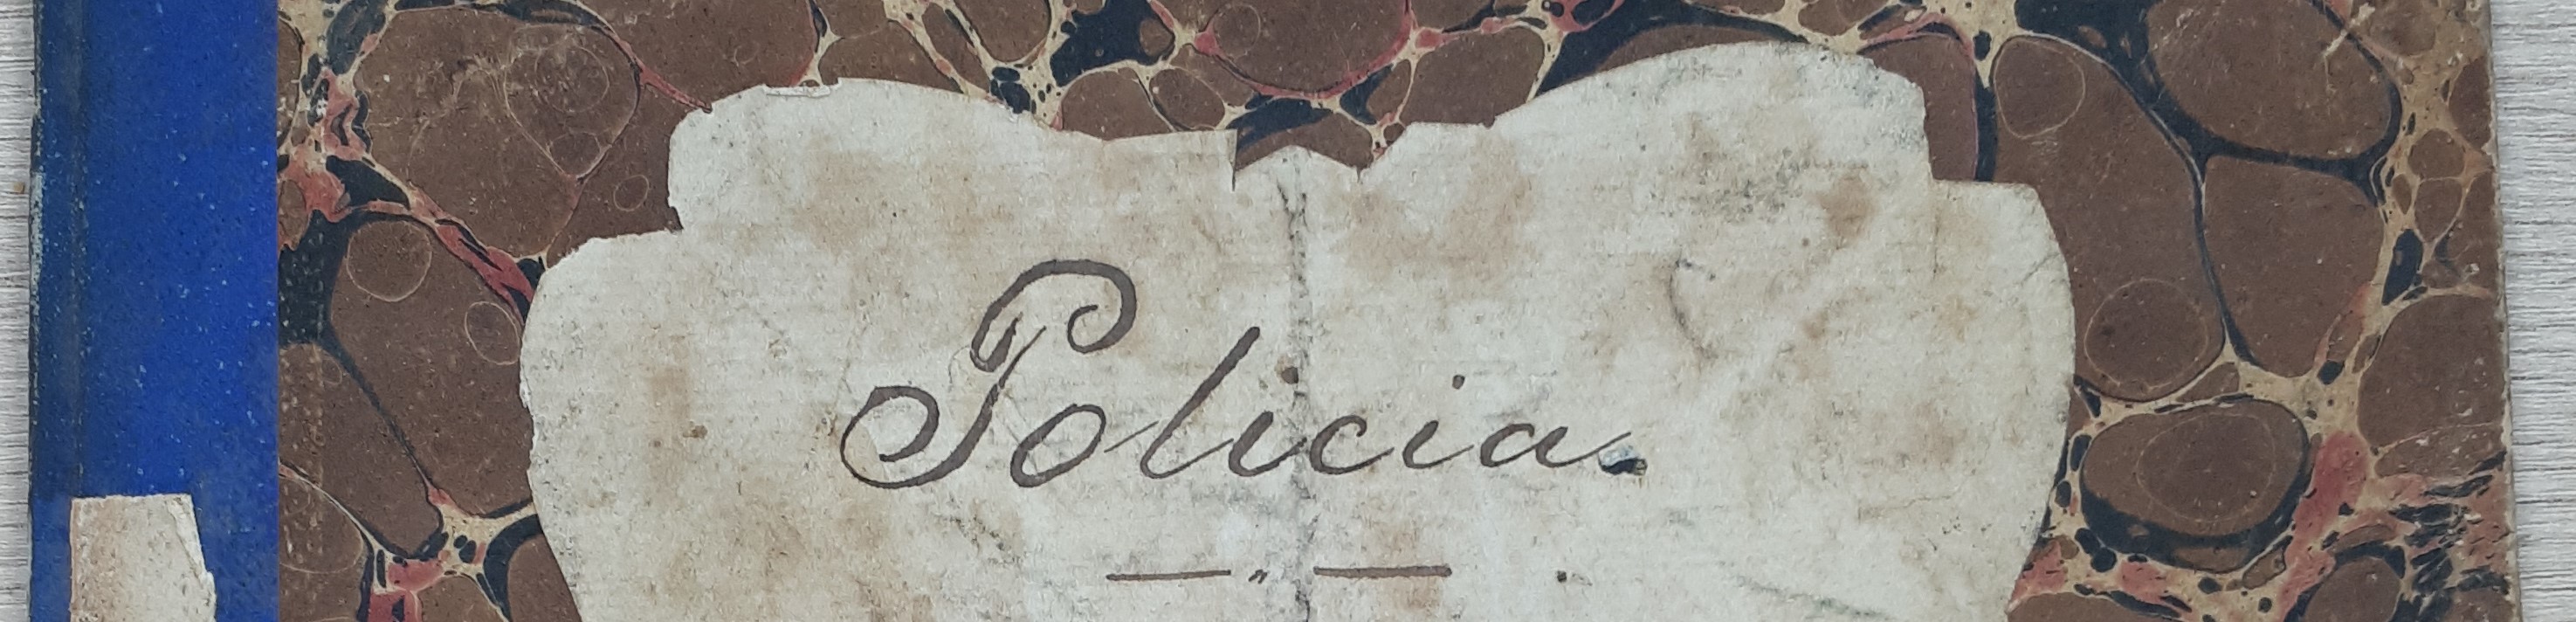 Policia.
— " —